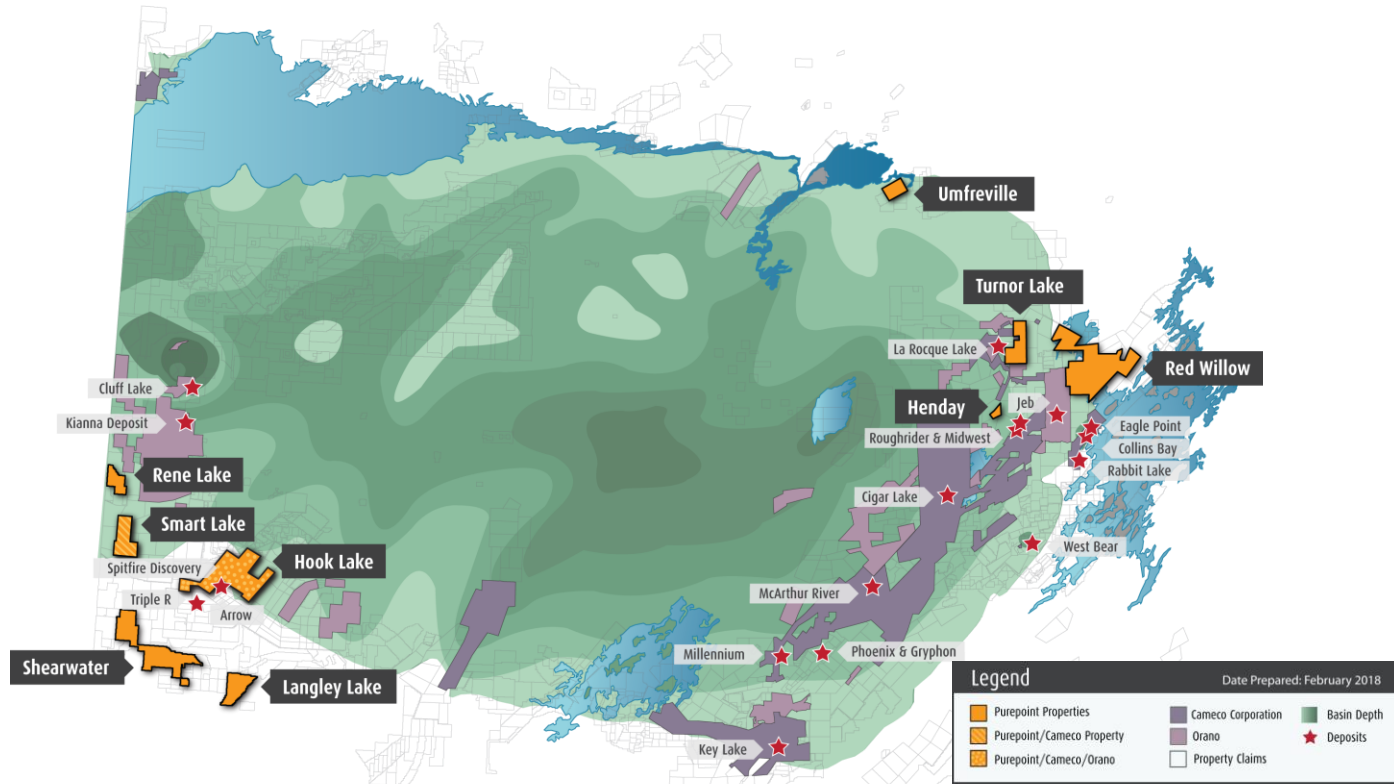 Umfreville
Turnor Lake
La Rocque Lake
Red Willow
Cluff Lake
Henday
Jeb
Kianna Deposit
Eagle Point
Roughrider & Midwest
Collins Bay
Rabbit Lake
Rene Lake
Cigar Lake
Smart Lake
West Bear
Hook Lake
Spitfire Discovery
McArthur River
Triple R
Arrow
Millennium
Phoenix & Gryphon
Shearwater
Langley Lake
Key Lake
Legend
Date Prepared: February 2018
Purepoint Properties
Purepoint/Cameco Property
Purepoint/Cameco/Orano
Cameco Corporation
Orano
Property Claims
Basin Depth
Deposits